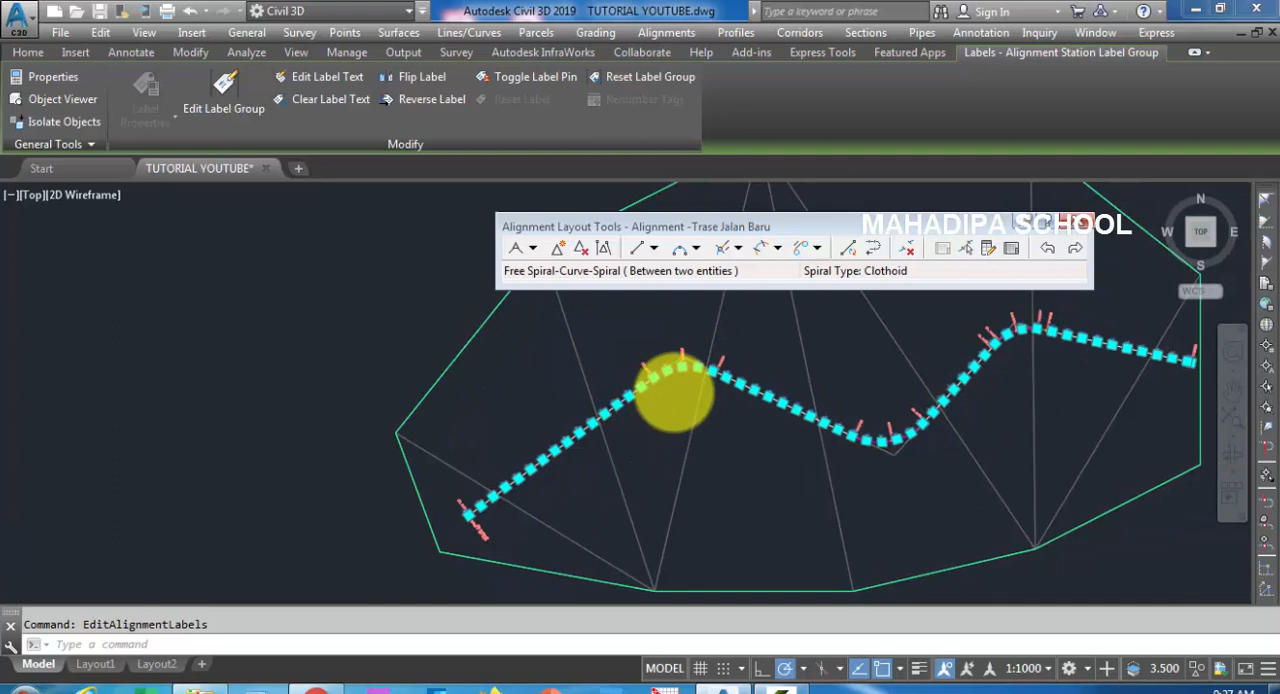 Civil 3D
Autodesk Civil 3D 2019 TUTORIAL YOUTUBE.dwg
Type a keyword or phrase
Sign In
C3D
File Edit View Insert General Survey Points Surfaces Lines/Curves Parcels Grading Alignments Profiles Corridors Sections Pipes Annotation Inquiry Window Express
Home Insert Annotate Modify Analyze View Manage Output Survey Autodesk InfraWorks Collaborate Help Add-ins Express Tools Featured Apps Labels - Alignment Station Label Group
Properties
Object Viewer
Isolate Objects
General Tools
Label
Properties...
Edit Label Group
Edit Label Text Flip Label Toggle Label Pin Reset Label Group
Clear Label Text Reverse Label Reset Label Renumber Tags
Modify
Start TUTORIAL YOUTUBE*
[−][Top][2D Wireframe]
MAHADIPA SCHOOL
Alignment Layout Tools - Alignment -Trase Jalan Baru
Free Spiral-Curve-Spiral ( Between two entities ) Spiral Type: Clothoid
N
W TOP E
S
WCS
Command: EditAlignmentLabels
Type a command
Model Layout1 Layout2
MODEL 1:1000 3.500